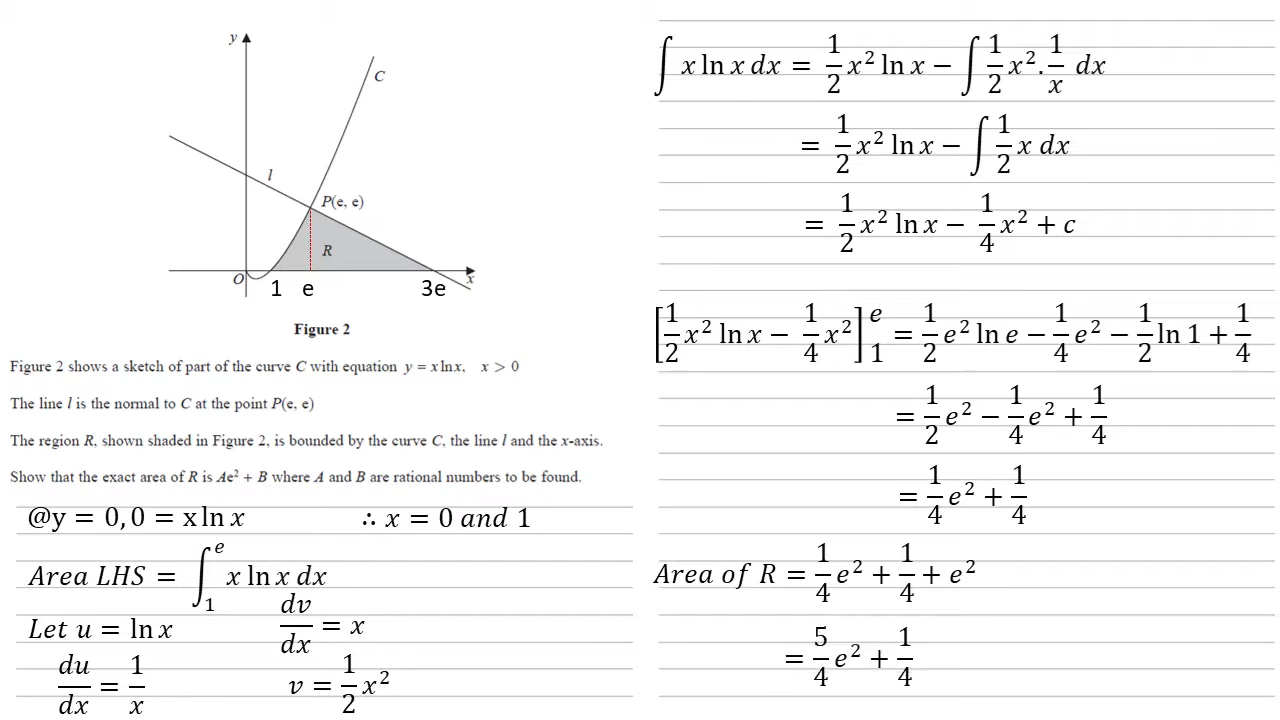 y
C
l
P(e, e)
R
O
x
1 e 3e
Figure 2
Figure 2 shows a sketch of part of the curve C with equation y = x ln x, x > 0
The line l is the normal to C at the point P(e, e)
The region R, shown shaded in Figure 2, is bounded by the curve C, the line l and the x-axis.
Show that the exact area of R is Ae² + B where A and B are rational numbers to be found.
@y = 0, 0 = x ln x ∴ x = 0 and 1
Area LHS = ∫₁ᵉ x ln x dx
Let u = ln x dv/dx = x
du/dx = 1/x v = 1/2 x²
∫ x ln x dx = 1/2 x² ln x − ∫ 1/2 x² . 1/x dx
= 1/2 x² ln x − ∫ 1/2 x dx
= 1/2 x² ln x − 1/4 x² + c
[1/2 x² ln x − 1/4 x²]₁ᵉ = 1/2 e² ln e − 1/4 e² − 1/2 ln 1 + 1/4
= 1/2 e² − 1/4 e² + 1/4
= 1/4 e² + 1/4
Area of R = 1/4 e² + 1/4 + e²
= 5/4 e² + 1/4